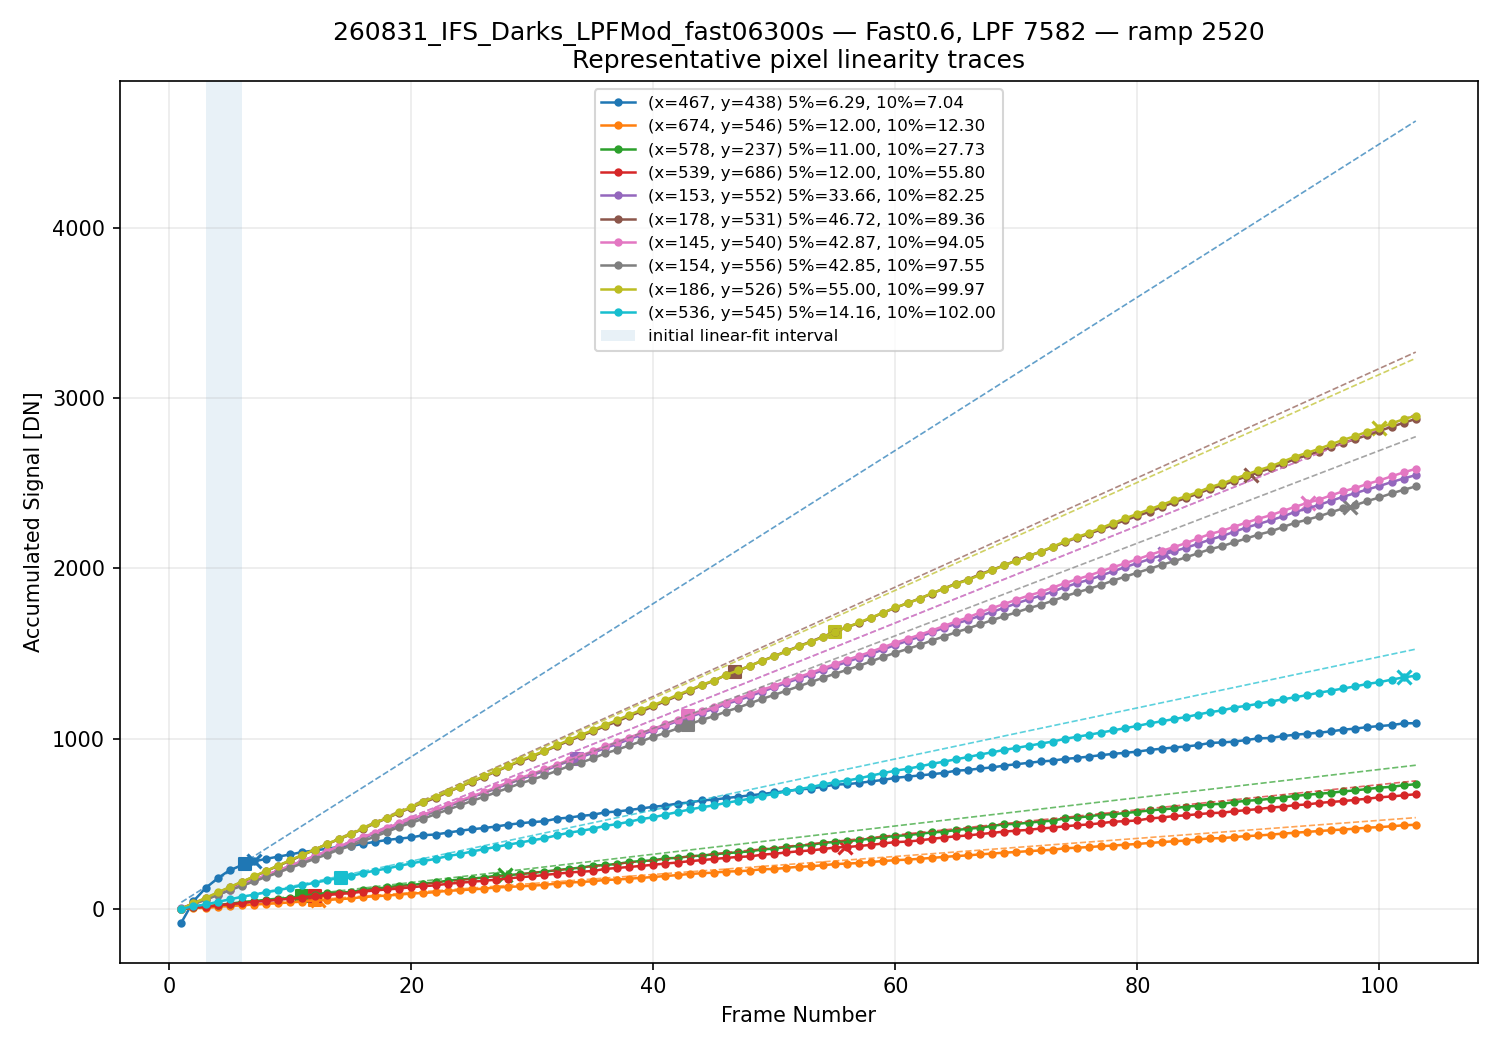 260831_IFS_Darks_LPFMod_fast06300s — Fast0.6, LPF 7582 — ramp 2520
Representative pixel linearity traces
(x=467, y=438) 5%=6.29, 10%=7.04
(x=674, y=546) 5%=12.00, 10%=12.30
(x=578, y=237) 5%=11.00, 10%=27.73
(x=539, y=686) 5%=12.00, 10%=55.80
(x=153, y=552) 5%=33.66, 10%=82.25
(x=178, y=531) 5%=46.72, 10%=89.36
(x=145, y=540) 5%=42.87, 10%=94.05
(x=154, y=556) 5%=42.85, 10%=97.55
(x=186, y=526) 5%=55.00, 10%=99.97
(x=536, y=545) 5%=14.16, 10%=102.00
initial linear-fit interval
Accumulated Signal [DN]
4000
3000
2000
1000
0
0 20 40 60 80 100
Frame Number